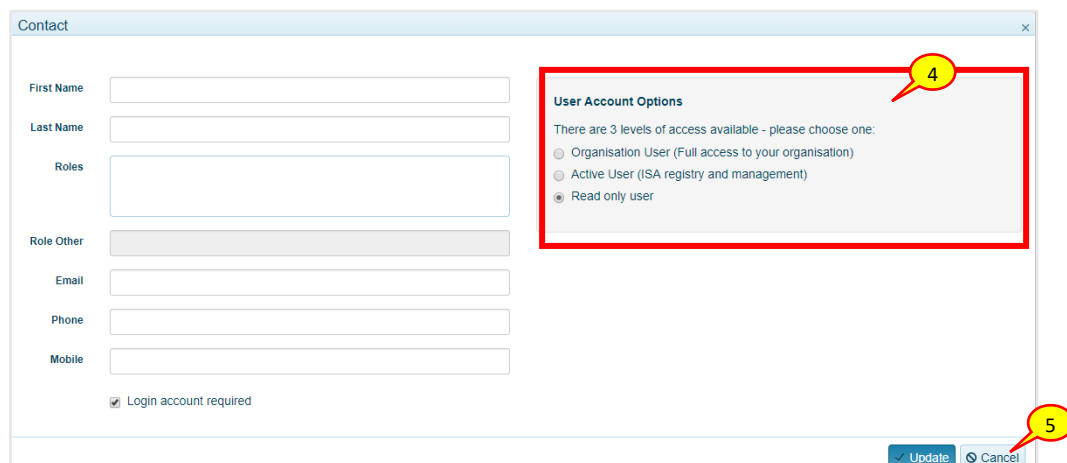 Contact
×
4
First Name
User Account Options
Last Name
There are 3 levels of access available - please choose one:
Organisation User (Full access to your organisation)
Roles
Active User (ISA registry and management)
Read only user
Role Other
Email
Phone
Mobile
Login account required
5
Update
Cancel